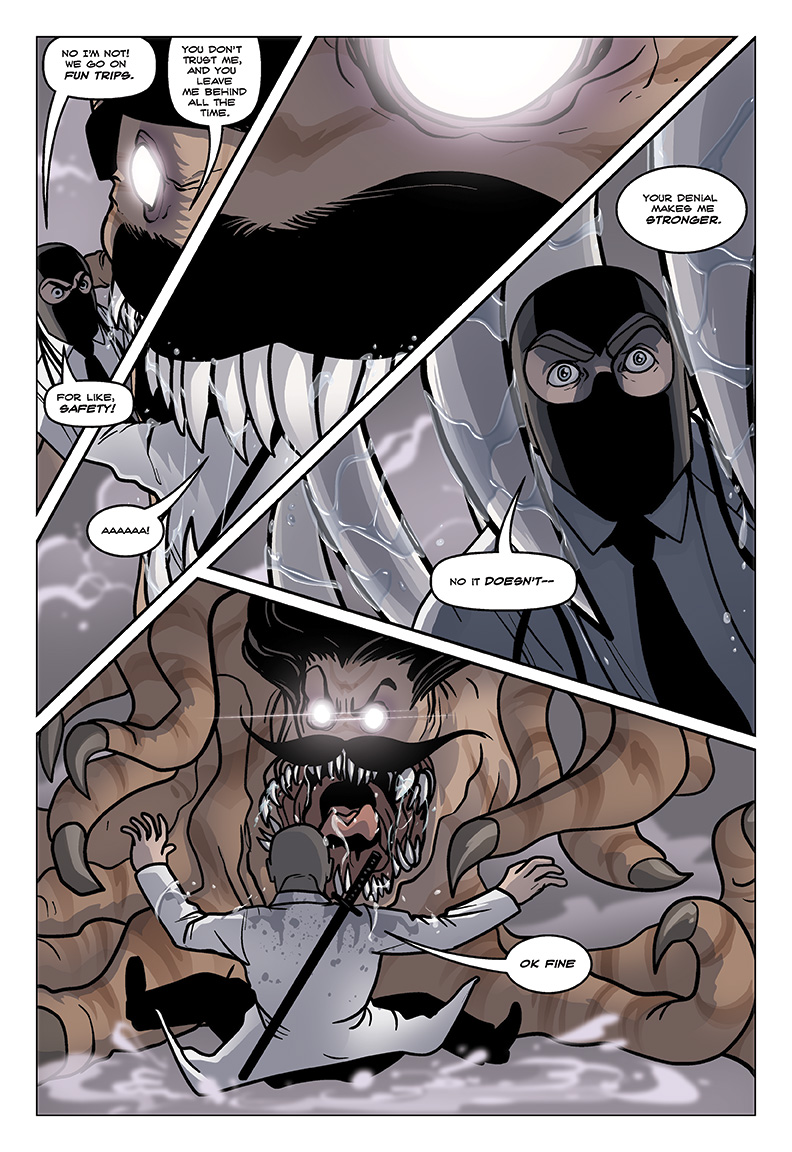 NO I'M NOT!
WE GO ON
FUN TRIPS.
YOU DON'T
TRUST ME,
AND YOU
LEAVE
ME BEHIND
ALL THE
TIME.
FOR LIKE,
SAFETY!
AAAAAA!
YOUR DENIAL
MAKES ME
STRONGER.
NO IT DOESN'T--
OK FINE